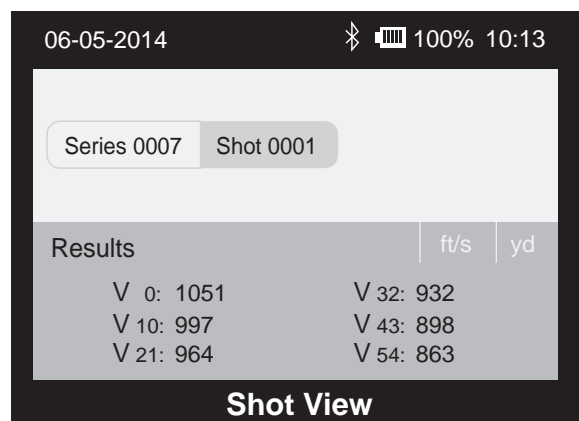 06-05-2014 100% 10:13
Series 0007 Shot 0001
Results ft/s yd
V 0: 1051 V 32: 932
V 10: 997 V 43: 898
V 21: 964 V 54: 863
Shot View